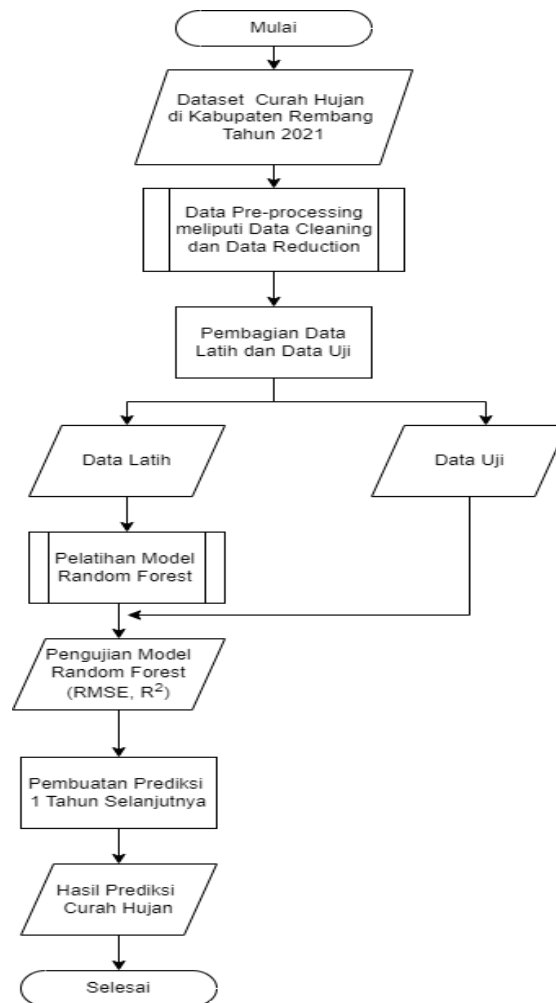 Mulai
Dataset Curah Hujan
di Kabupaten Rembang
Tahun 2021
Data Pre-processing
meliputi Data Cleaning
dan Data Reduction
Pembagian Data
Latih dan Data Uji
Data Latih
Data Uji
Pelatihan Model
Random Forest
Pengujian Model
Random Forest
(RMSE, R²)
Pembuatan Prediksi
1 Tahun Selanjutnya
Hasil Prediksi
Curah Hujan
Selesai